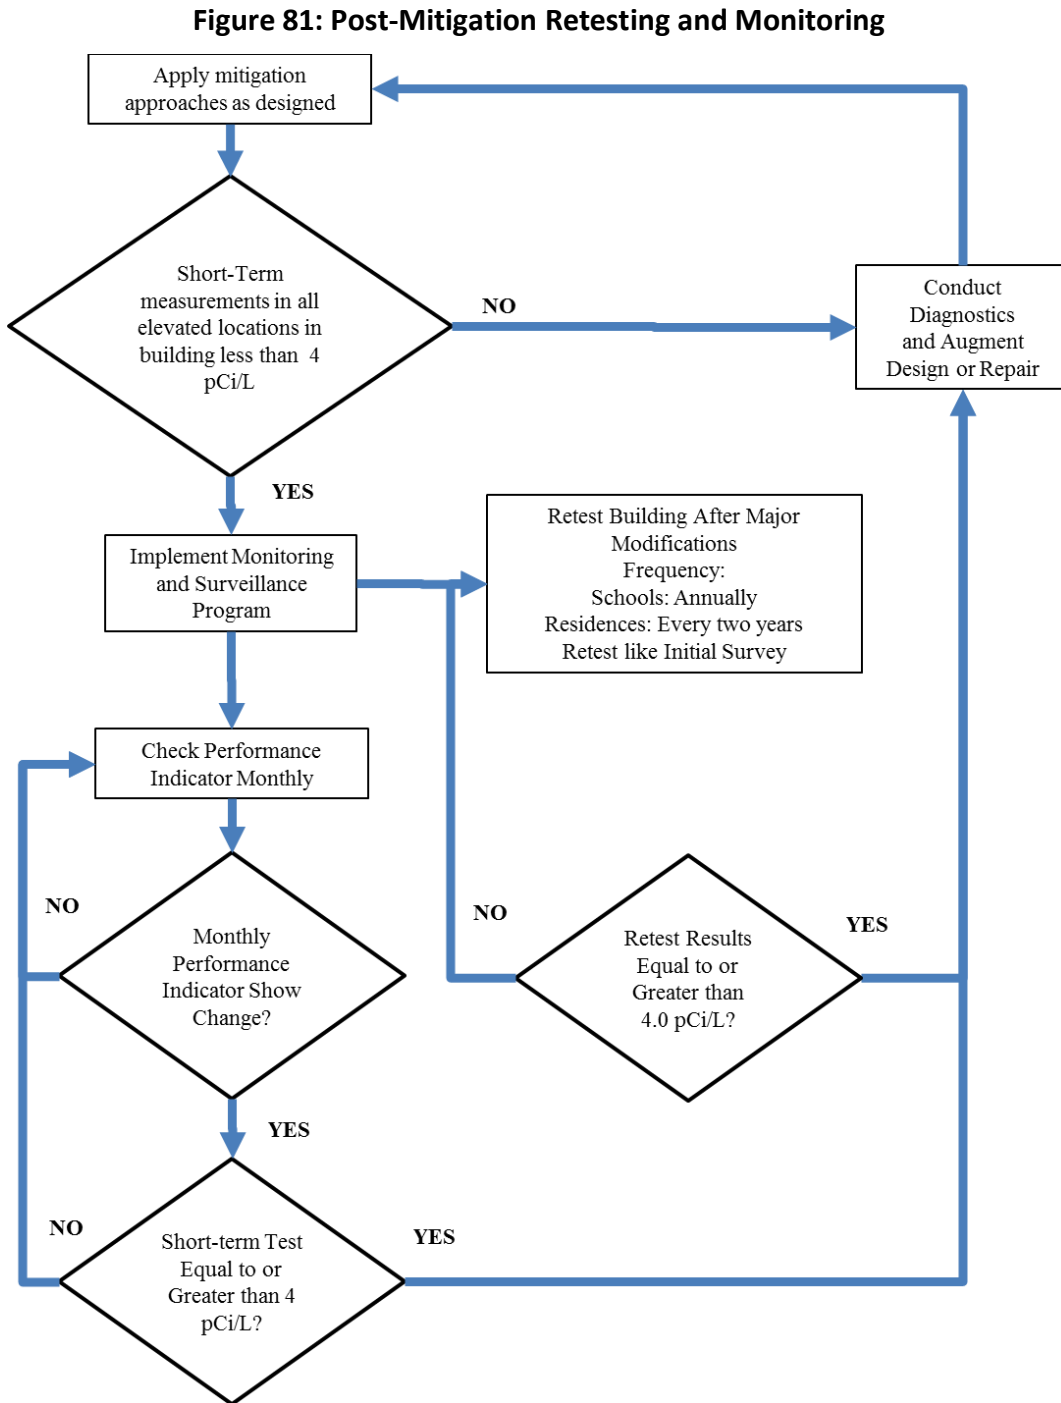 Figure 81: Post-Mitigation Retesting and Monitoring
Apply mitigation
approaches as designed
Short-Term
measurements in all
elevated locations in
building less than 4
pCi/L
NO
Conduct
Diagnostics
and Augment
Design or Repair
YES
Implement Monitoring
and Surveillance
Program
Retest Building After Major
Modifications
Frequency:
Schools: Annually
Residences: Every two years
Retest like Initial Survey
Check Performance
Indicator Monthly
NO
Monthly
Performance
Indicator Show
Change?
NO
Retest Results
Equal to or
Greater than
4.0 pCi/L?
YES
YES
NO
Short-term Test
Equal to or
Greater than 4
pCi/L?
YES